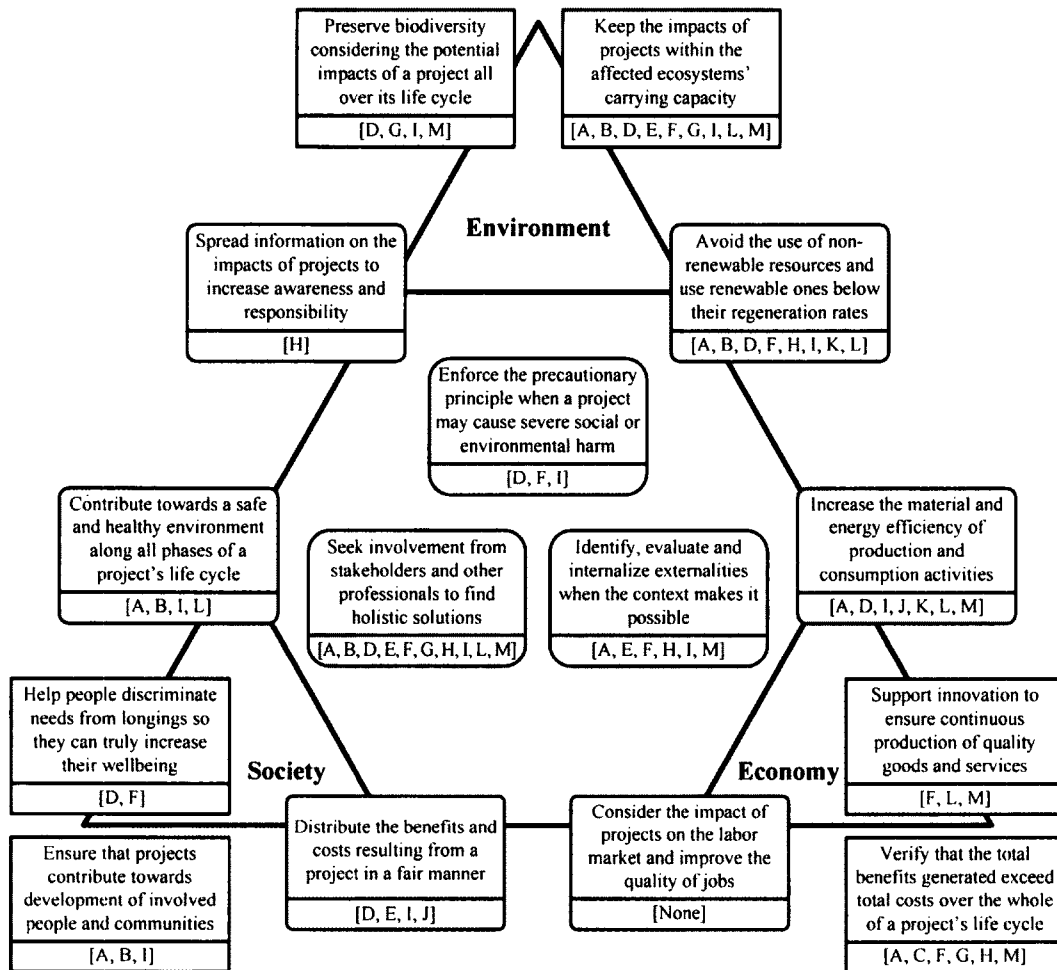 Preserve biodiversity
considering the potential
impacts of a project all
over its life cycle
[D, G, I, M]
Keep the impacts of
projects within the
affected ecosystems'
carrying capacity
[A, B, D, E, F, G, I, L, M]
Environment
Spread information on the
impacts of projects to
increase awareness and
responsibility
[H]
Avoid the use of non-
renewable resources and
use renewable ones below
their regeneration rates
[A, B, D, F, H, I, K, L]
Enforce the precautionary
principle when a project
may cause severe social or
environmental harm
[D, F, I]
Contribute towards a safe
and healthy environment
along all phases of a
project's life cycle
[A, B, I, L]
Seek involvement from
stakeholders and other
professionals to find
holistic solutions
[A, B, D, E, F, G, H, I, L, M]
Identify, evaluate and
internalize externalities
when the context makes it
possible
[A, E, F, H, I, M]
Increase the material and
energy efficiency of
production and
consumption activities
[A, D, I, J, K, L, M]
Help people discriminate
needs from longings so
they can truly increase
their wellbeing
[D, F]
Society
Economy
Support innovation to
ensure continuous
production of quality
goods and services
[F, L, M]
Ensure that projects
contribute towards
development of involved
people and communities
[A, B, I]
Distribute the benefits and
costs resulting from a
project in a fair manner
[D, E, I, J]
Consider the impact of
projects on the labor
market and improve the
quality of jobs
[None]
Verify that the total
benefits generated exceed
total costs over the whole
of a project's life cycle
[A, C, F, G, H, M]